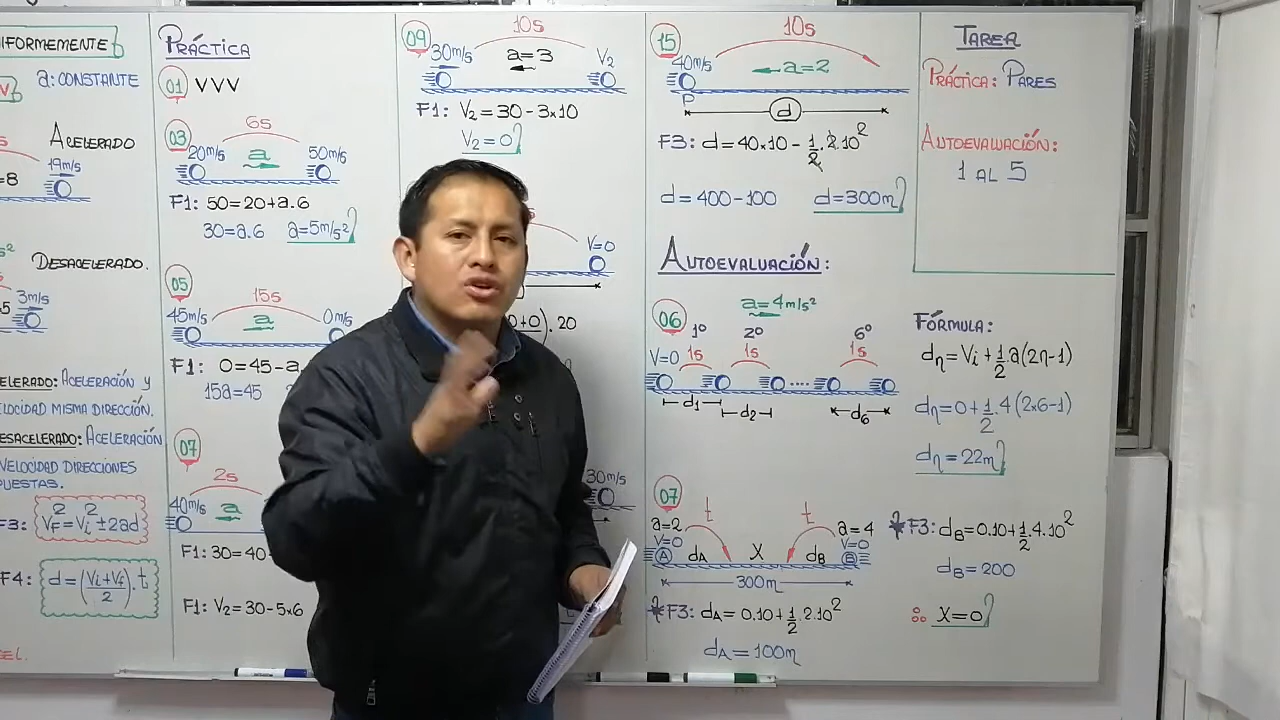 IFORMEMENTE
a: CONSTANTE
ACELERADO
19m/s
=8
DESACELERADO.
3m/s
ELERADO: ACELERACIÓN Y
VELOCIDAD MISMA DIRECCIÓN.
DESACELERADO: ACELERACIÓN
VELOCIDAD DIRECCIONES
PUESTAS.
F3: Vf² = Vi² ± 2ad
F4: d = (Vi+Vf/2).t
PRÁCTICA
01 VVV
03
6s
20m/s a 50m/s
F1: 50=20+a.6
30=a.6 a=5m/s²
05
15s
45m/s a 0m/s
F1: 0=45-a.
15a=45
07
2s
40m/s a
F1: 30=40-
F1: V2=30-5x6
09
10s
30m/s a=3 V2
F1: V2=30-3x10
V2=0
V=0
0+0).20
30m/s
15
10s
40m/s a=2
P
d
F3: d=40x10-1/2.2.10²
d=400-100 d=300m
AUTOEVALUACIÓN:
06
a=4m/s²
1° 2° 6°
V=0 1s 1s 1s
d1 d2 d6
FÓRMULA:
dn=Vi+1/2a(2n-1)
dn=0+1/2.4(2x6-1)
dn=22m
07
t t
a=2 a=4
V=0 V=0
A dA X dB B
300m
*F3: dA=0.10+1/2.2.10²
dA=100m
*F3: dB=0.10+1/2.4.10²
dB=200
∴ X=0
TAREA
PRÁCTICA: PARES
AUTOEVALUACIÓN:
1 AL 5